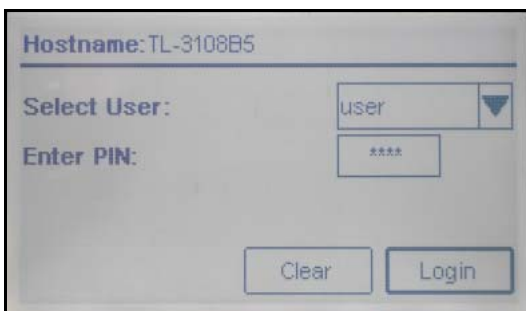 Hostname:TL-3108B5
Select User: user
Enter PIN: ****
Clear Login